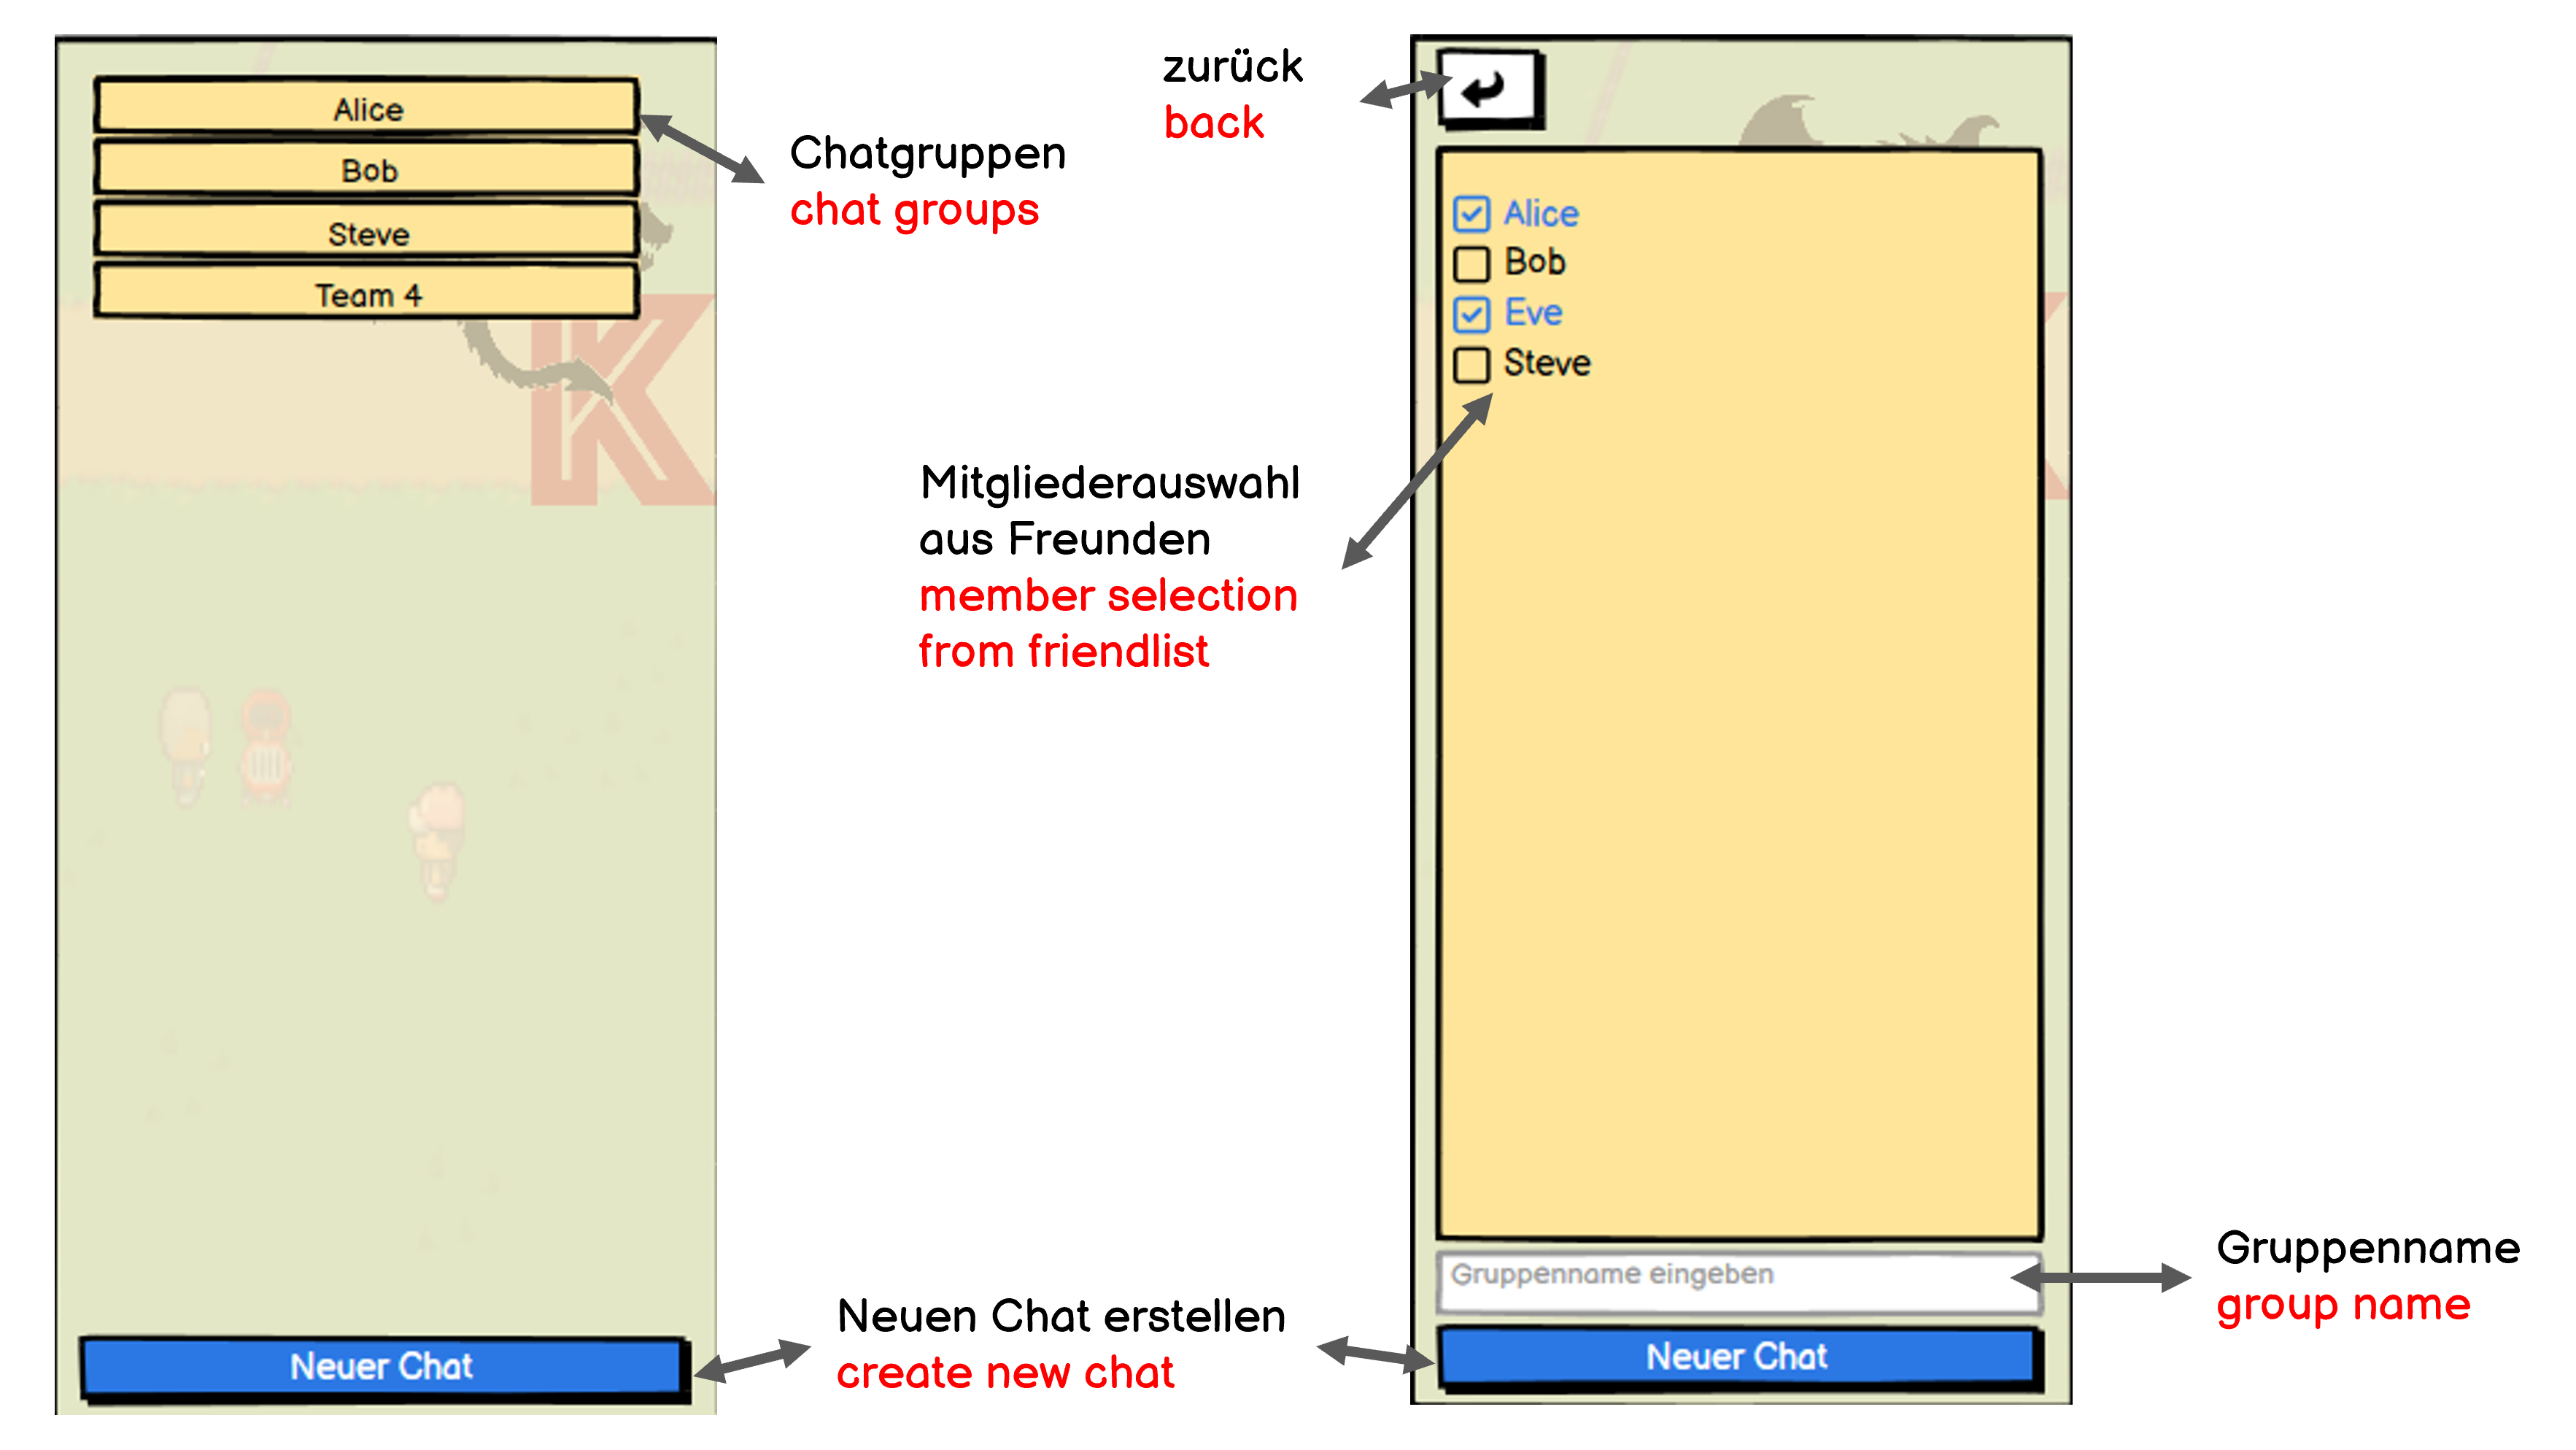 Alice
Bob
Steve
Team 4
Chatgruppen
chat groups
Neuer Chat
Neuen Chat erstellen
create new chat
zurück
back
Alice
Bob
Eve
Steve
Mitgliederauswahl
aus Freunden
member selection
from friendlist
Gruppenname eingeben
Gruppenname
group name
Neuer Chat
K